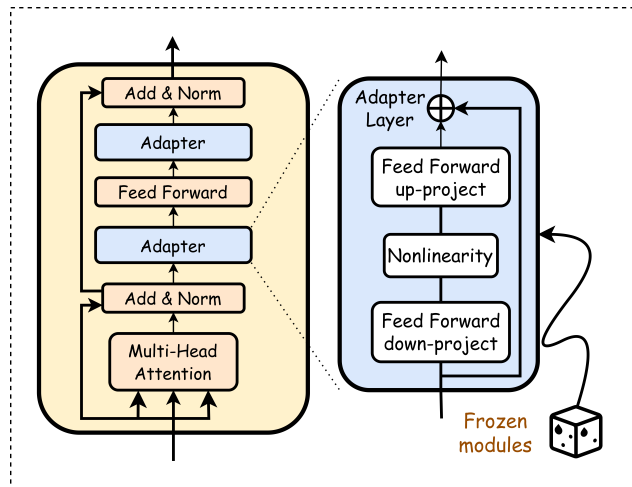 Add & Norm
Adapter
Feed Forward
Adapter
Add & Norm
Multi-Head
Attention
Adapter
Layer
Feed Forward
up-project
Nonlinearity
Feed Forward
down-project
Frozen
modules